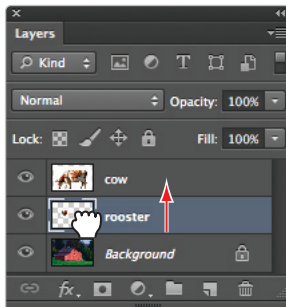 Layers
Kind T
Normal Opacity: 100%
Lock: Fill: 100%
cow
rooster
Background
fx.